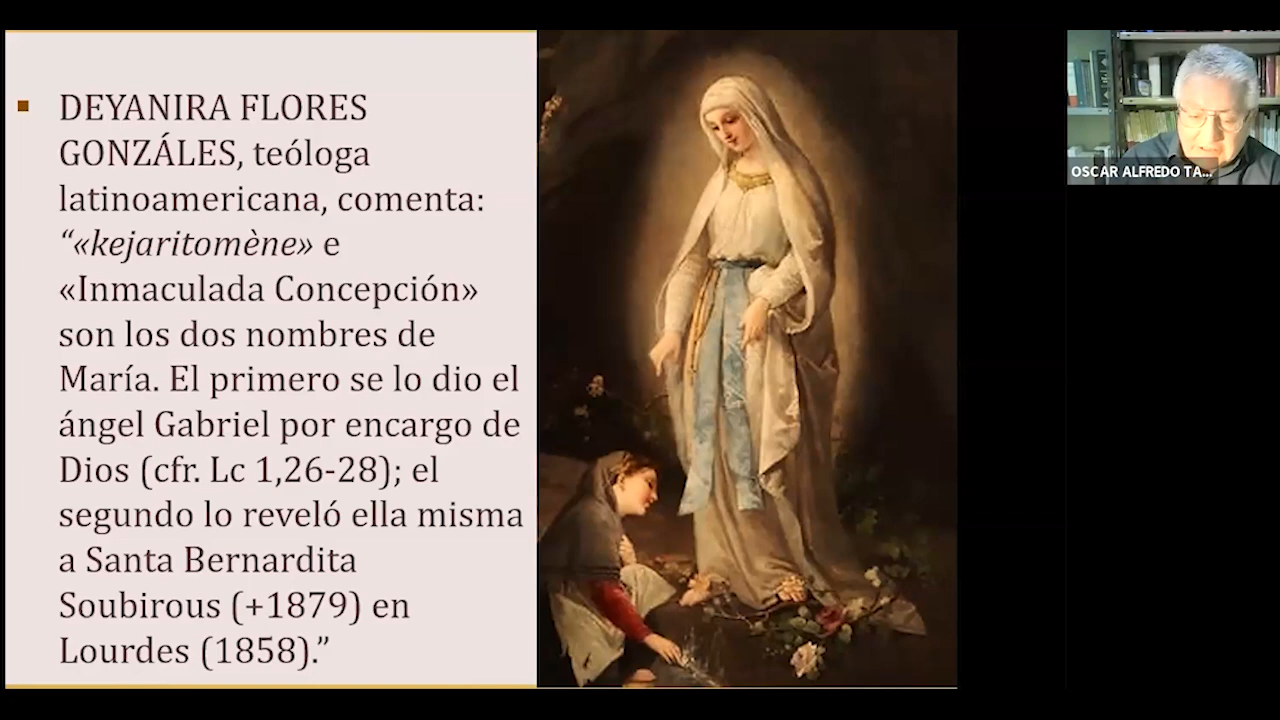 DEYANIRA FLORES
GONZÁLES, teóloga
latinoamericana, comenta:
“«kejaritomène» e
«Inmaculada Concepción»
son los dos nombres de
María. El primero se lo dio el
ángel Gabriel por encargo de
Dios (cfr. Lc 1,26-28); el
segundo lo reveló ella misma
a Santa Bernardita
Soubirous (+1879) en
Lourdes (1858).”
OSCAR ALFREDO TA...